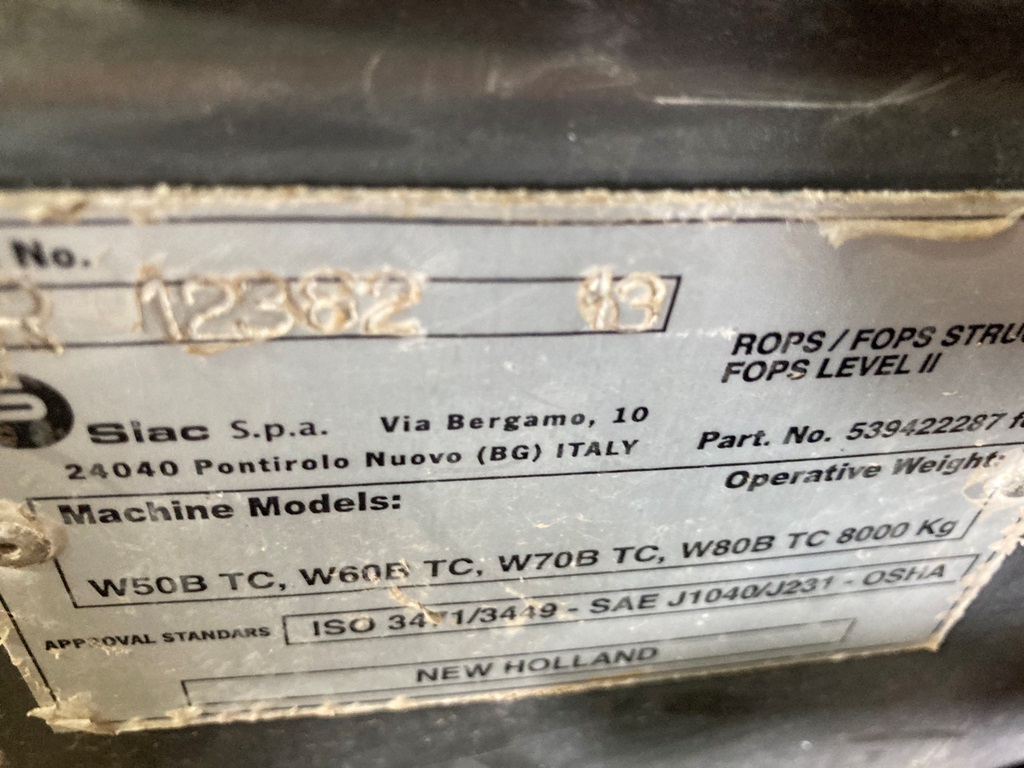 No.
12382 13
ROPS / FOPS STRU
FOPS LEVEL II
Siac S.p.a. Via Bergamo, 10
24040 Pontirolo Nuovo (BG) ITALY
Part. No. 539422287 f
Operative Weight:
Machine Models:
W50B TC, W60B TC, W70B TC, W80B TC 8000 Kg
APPROVAL STANDARS ISO 3471/3449 - SAE J1040/J231 - OSHA
NEW HOLLAND